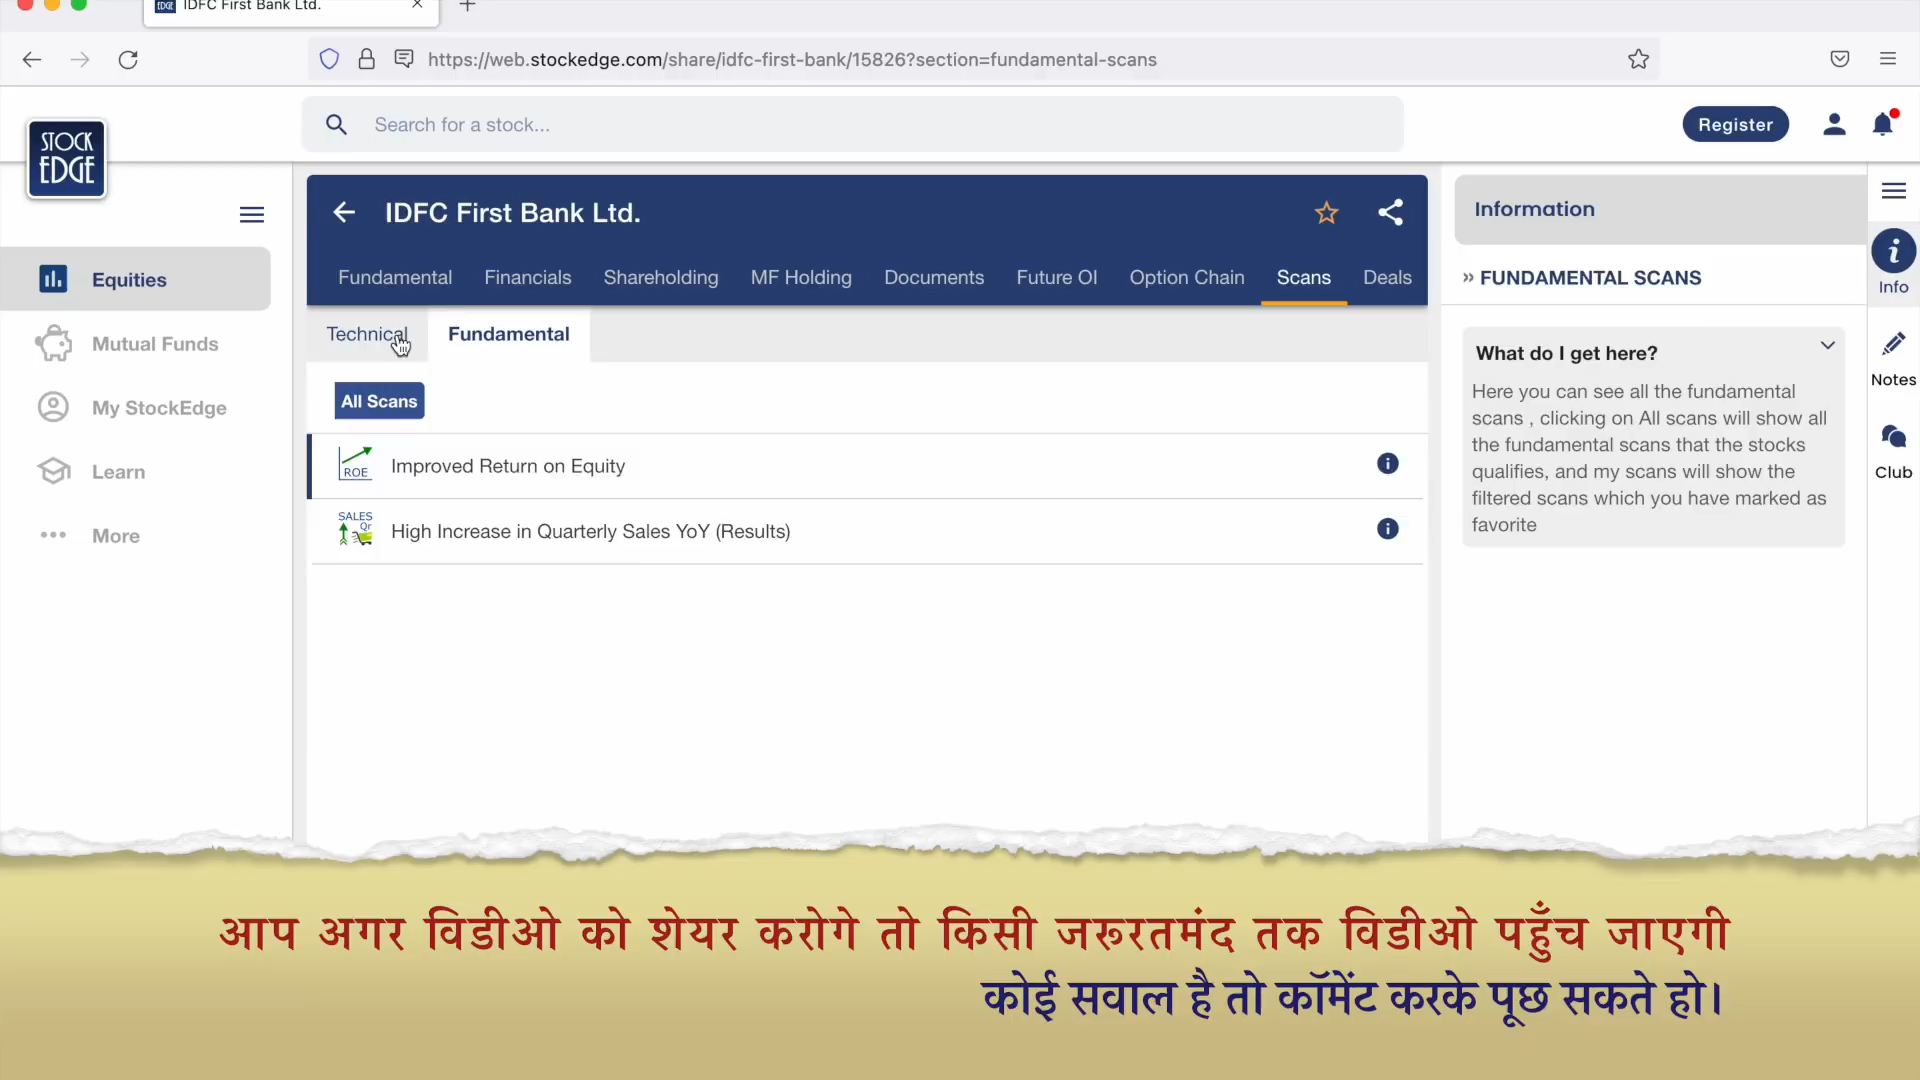 IDFC First Bank Ltd.
https://web.stockedge.com/share/idfc-first-bank/15826?section=fundamental-scans
STOCK
EDGE
Search for a stock...
Register
Equities
Mutual Funds
My StockEdge
Learn
More
IDFC First Bank Ltd.
Fundamental Financials Shareholding MF Holding Documents Future OI Option Chain Scans Deals
Technical Fundamental
All Scans
ROE Improved Return on Equity
SALES
Qr
High Increase in Quarterly Sales YoY (Results)
Information
» FUNDAMENTAL SCANS
What do I get here?
Here you can see all the fundamental
scans , clicking on All scans will show all
the fundamental scans that the stocks
qualifies, and my scans will show the
filtered scans which you have marked as
favorite
Info
Notes
Club
आप अगर विडीओ को शेयर करोगे तो किसी जरूरतमंद तक विडीओ पहुँच जाएगी
कोई सवाल है तो कॉमेंट करके पूछ सकते हो।